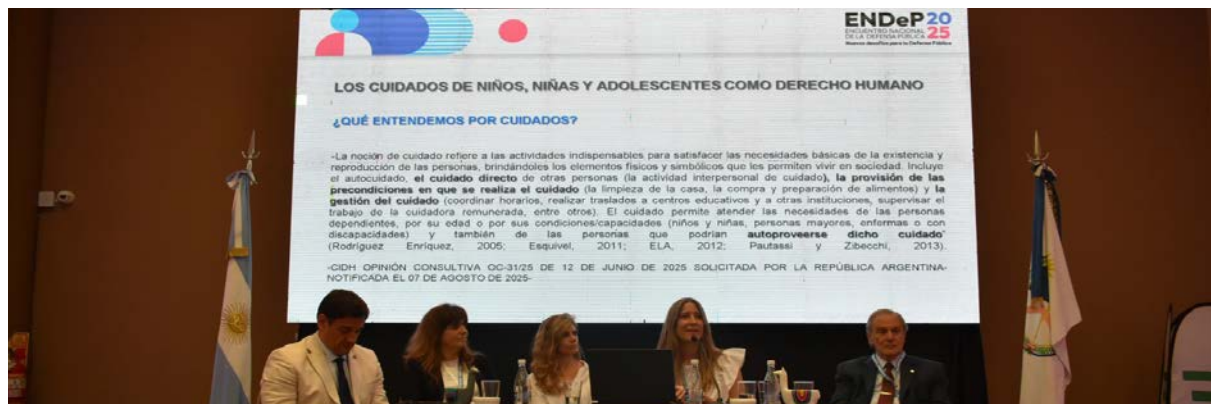 ENDeP 20
ENCUENTRO NACIONAL 25
DE LA DEFENSA PÚBLICA
Nuevos desafíos para la Defensa Pública
LOS CUIDADOS DE NIÑOS, NIÑAS Y ADOLESCENTES COMO DERECHO HUMANO
¿QUÉ ENTENDEMOS POR CUIDADOS?
-La noción de cuidado refiere a las actividades indispensables para satisfacer las necesidades básicas de la existencia y
reproducción de las personas, brindándoles los elementos físicos y simbólicos que les permiten vivir en sociedad. Incluye
el autocuidado, el cuidado directo de otras personas (la actividad interpersonal de cuidado), la provisión de las
precondiciones en que se realiza el cuidado (la limpieza de la casa, la compra y preparación de alimentos) y la
gestión del cuidado (coordinar horarios, realizar traslados a centros educativos y a otras instituciones, supervisar el
trabajo de la cuidadora remunerada, entre otros). El cuidado permite atender las necesidades de las personas
dependientes, por su edad o por sus condiciones/capacidades (niños y niñas, personas mayores, enfermas o con
discapacidades) y también de las personas que podrían autoproveerse dicho cuidado"
(Rodríguez Enríquez, 2005; Esquivel, 2011; ELA, 2012; Pautassi y Zibecchi, 2013).
-CIDH OPINIÓN CONSULTIVA OC-31/25 DE 12 DE JUNIO DE 2025 SOLICITADA POR LA REPÚBLICA ARGENTINA-
NOTIFICADA EL 07 DE AGOSTO DE 2025-